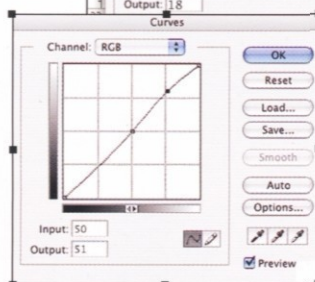 Output: 18
Curves
Channel: RGB
OK
Reset
Load...
Save...
Smooth
Auto
Options...
Input: 50
Output: 51
Preview